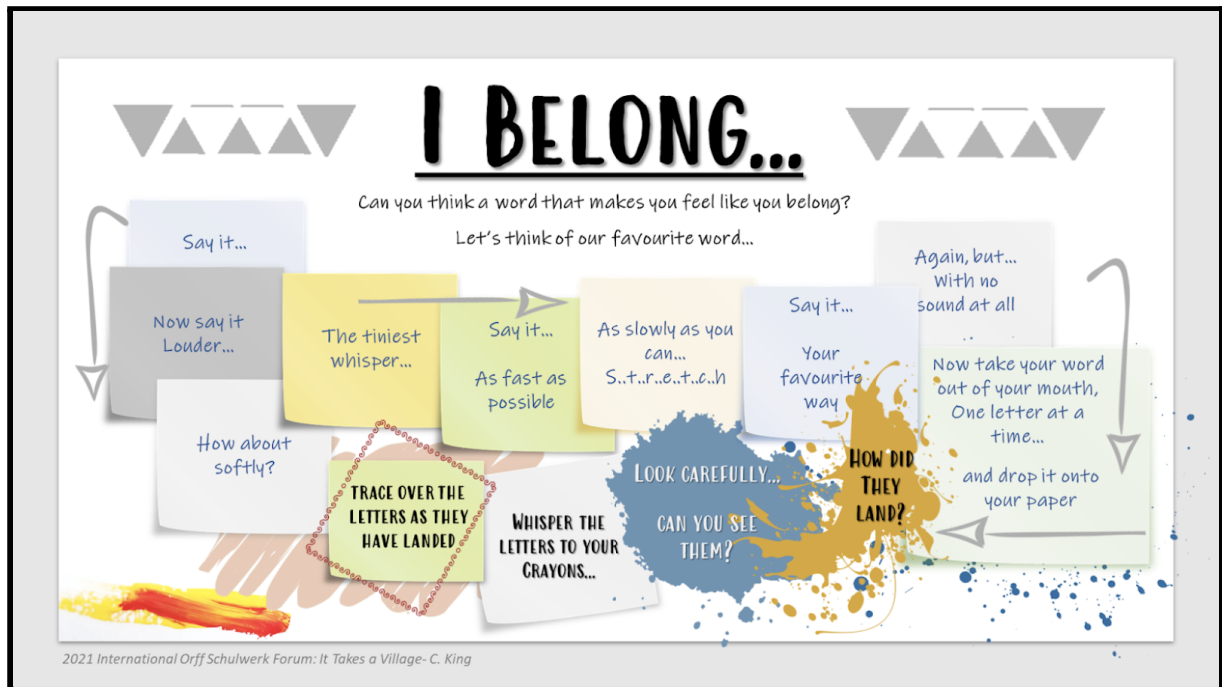 I BELONG...
Can you think a word that makes you feel like you belong?
Let's think of our favourite word...
Say it...
Now say it
Louder...
How about
softly?
The tiniest
whisper...
Say it...
As fast as
possible
As slowly as you
can...
S..t..r..e..t..c..h
Say it...
Your
favourite
way
Again, but...
With no
sound at all
Now take your word
out of your mouth,
One letter at a
time...
and drop it onto
your paper
HOW DID
THEY
LAND?
LOOK CAREFULLY...
CAN YOU SEE
THEM?
WHISPER THE
LETTERS TO YOUR
CRAYONS...
TRACE OVER THE
LETTERS AS THEY
HAVE LANDED
2021 International Orff Schulwerk Forum: It Takes a Village- C. King